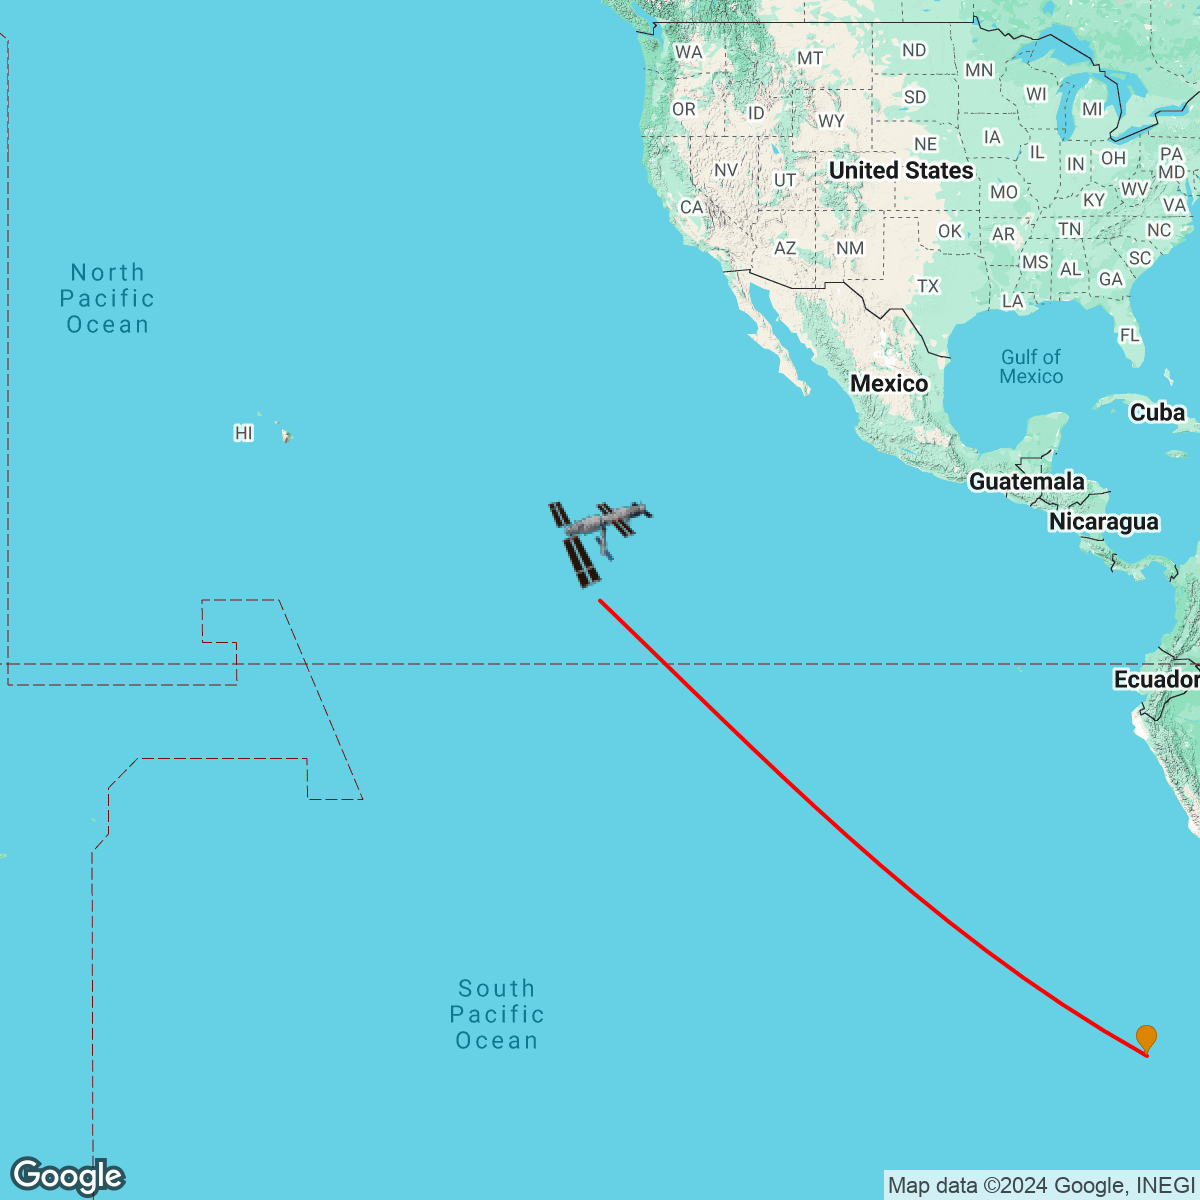 WA
MT
ND
MN
OR
ID
WY
SD
WI
MI
NE
IA
IL
IN
OH
PA
MD
NV
UT
United States
MO
KY
WV
VA
CA
AZ
NM
OK
AR
TN
NC
MS
AL
GA
SC
TX
LA
FL
North
Pacific
Ocean
Gulf of
Mexico
Mexico
Cuba
HI
Guatemala
Nicaragua
Ecuador
South
Pacific
Ocean
Google
Map data ©2024 Google, INEGI